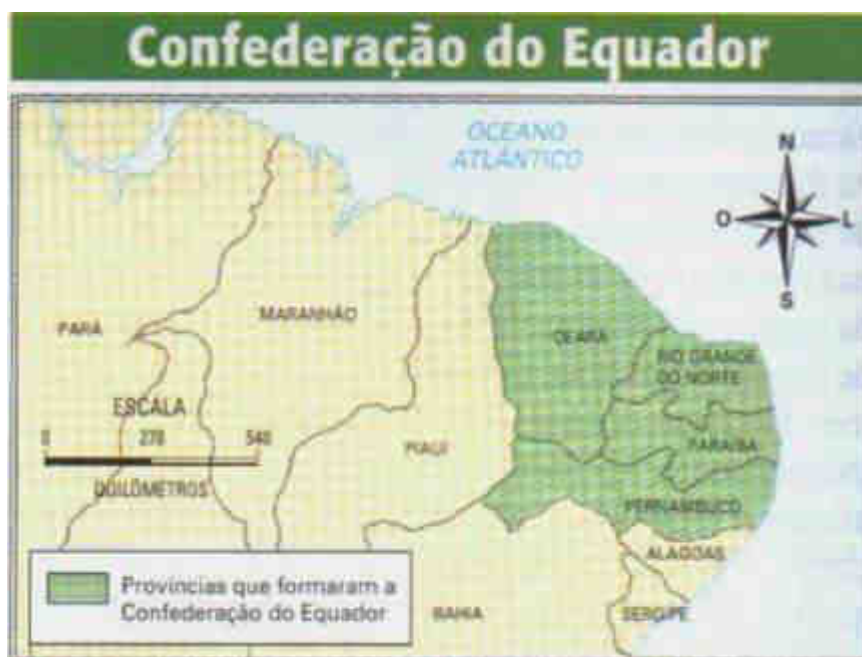 Confederação do Equador
OCEANO
ATLÂNTICO
N
O
L
S
PARÁ
MARANHÃO
CEARÁ
RIO GRANDE
DO NORTE
ESCALA
0 270 540
QUILÔMETROS
PIAUÍ
PARAÍBA
PERNAMBUCO
ALAGOAS
SERGIPE
BAHIA
Províncias que formaram a
Confederação do Equador